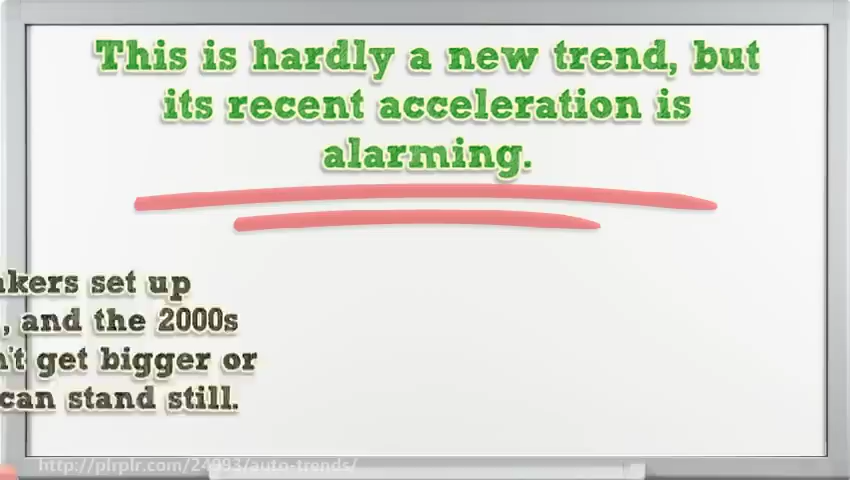 This is hardly a new trend, but
its recent acceleration is
alarming.
set up
, and the 2000s
get bigger or
can stand still.
http://plrplr.com/24993/auto-trends/